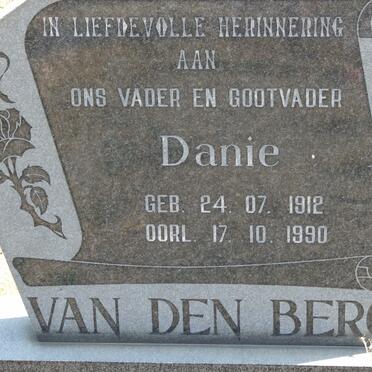 IN LIEFDEVOLLE HERINNERING
AAN
ONS VADER EN GOOTVADER
Danie
GEB. 24. 07. 1912
OORL. 17. 10. 1990
VAN DEN BERG